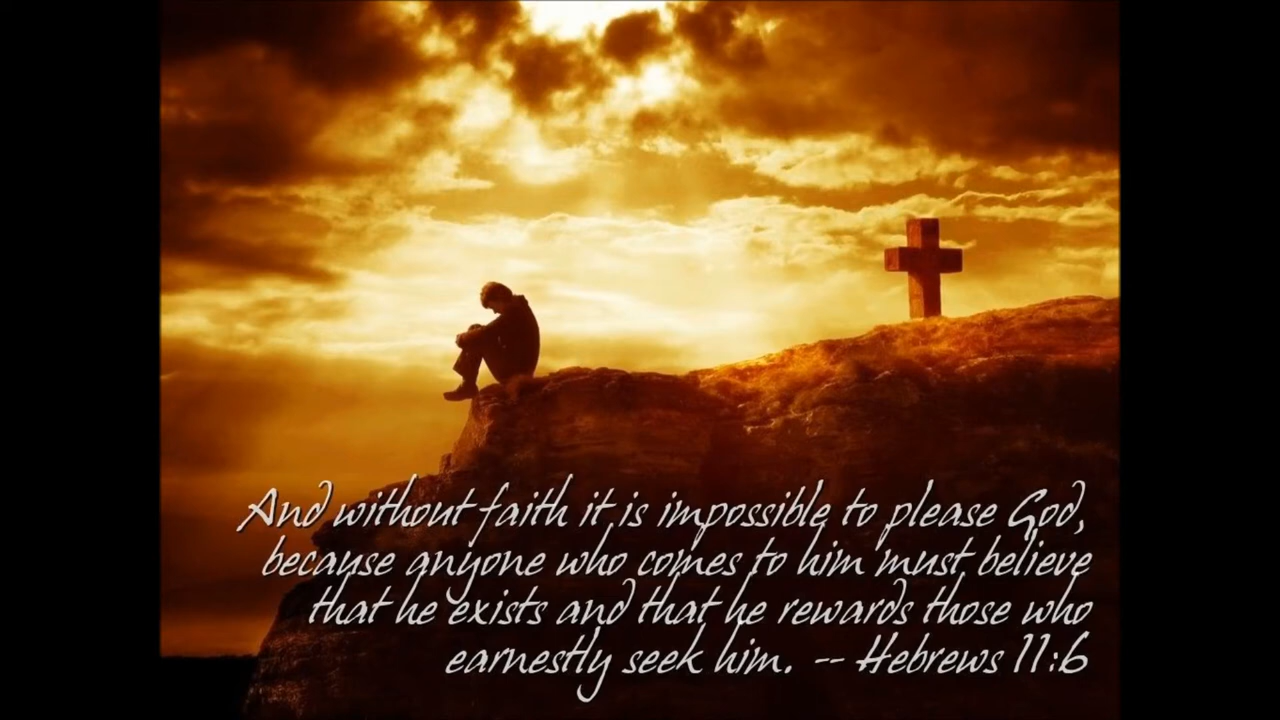 And without faith it is impossible to please God,
because anyone who comes to him must believe
that he exists and that he rewards those who
earnestly seek him. -- Hebrews 11:6